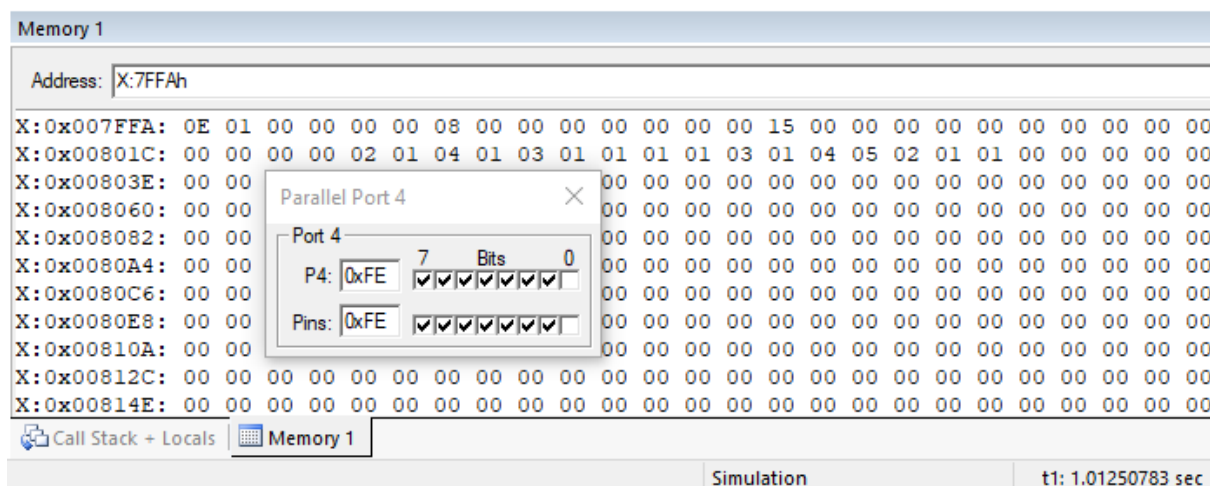 Memory 1
Address: X:7FFAh
X:0x007FFA: 0E 01 00 00 00 00 08 00 00 00 00 00 00 00 15 00 00 00 00 00 00 00 00 00 00
X:0x00801C: 00 00 00 00 02 01 04 01 03 01 01 01 01 03 01 04 05 02 01 01 00 00 00 00 00
X:0x00803E: 00 00 00 00 00 00 00 00 00 00 00 00 00 00 00 00 00
X:0x008060: 00 00 00 00 00 00 00 00 00 00 00 00 00 00 00 00 00
X:0x008082: 00 00 00 00 00 00 00 00 00 00 00 00 00 00 00 00 00
X:0x0080A4: 00 00 00 00 00 00 00 00 00 00 00 00 00 00 00 00 00
X:0x0080C6: 00 00 00 00 00 00 00 00 00 00 00 00 00 00 00 00 00
X:0x0080E8: 00 00 00 00 00 00 00 00 00 00 00 00 00 00 00 00 00
X:0x00810A: 00 00 00 00 00 00 00 00 00 00 00 00 00 00 00 00 00
X:0x00812C: 00 00 00 00 00 00 00 00 00 00 00 00 00 00 00 00 00 00 00 00 00 00 00 00 00
X:0x00814E: 00 00 00 00 00 00 00 00 00 00 00 00 00 00 00 00 00 00 00 00 00 00 00 00 00
Parallel Port 4
Port 4
7 Bits 0
P4: 0xFE
Pins: 0xFE
Call Stack + Locals Memory 1
Simulation t1: 1.01250783 sec